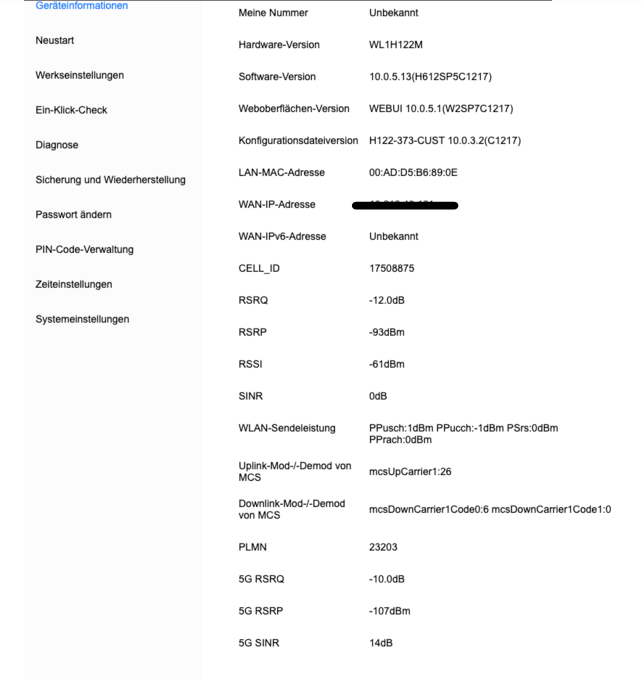 Geräteinformationen
Neustart
Werkseinstellungen
Ein-Klick-Check
Diagnose
Sicherung und Wiederherstellung
Passwort ändern
PIN-Code-Verwaltung
Zeiteinstellungen
Systemeinstellungen
Meine Nummer Unbekannt
Hardware-Version WL1H122M
Software-Version 10.0.5.13(H612SP5C1217)
Weboberflächen-Version WEBUI 10.0.5.1(W2SP7C1217)
Konfigurationsdateiversion H122-373-CUST 10.0.3.2(C1217)
LAN-MAC-Adresse 00:AD:D5:B6:89:0E
WAN-IP-Adresse
WAN-IPv6-Adresse Unbekannt
CELL_ID 17508875
RSRQ -12.0dB
RSRP -93dBm
RSSI -61dBm
SINR 0dB
WLAN-Sendeleistung PPusch:1dBm PPucch:-1dBm PSrs:0dBm
PPrach:0dBm
Uplink-Mod-/-Demod von
MCS mcsUpCarrier1:26
Downlink-Mod-/-Demod
von MCS mcsDownCarrier1Code0:6 mcsDownCarrier1Code1:0
PLMN 23203
5G RSRQ -10.0dB
5G RSRP -107dBm
5G SINR 14dB